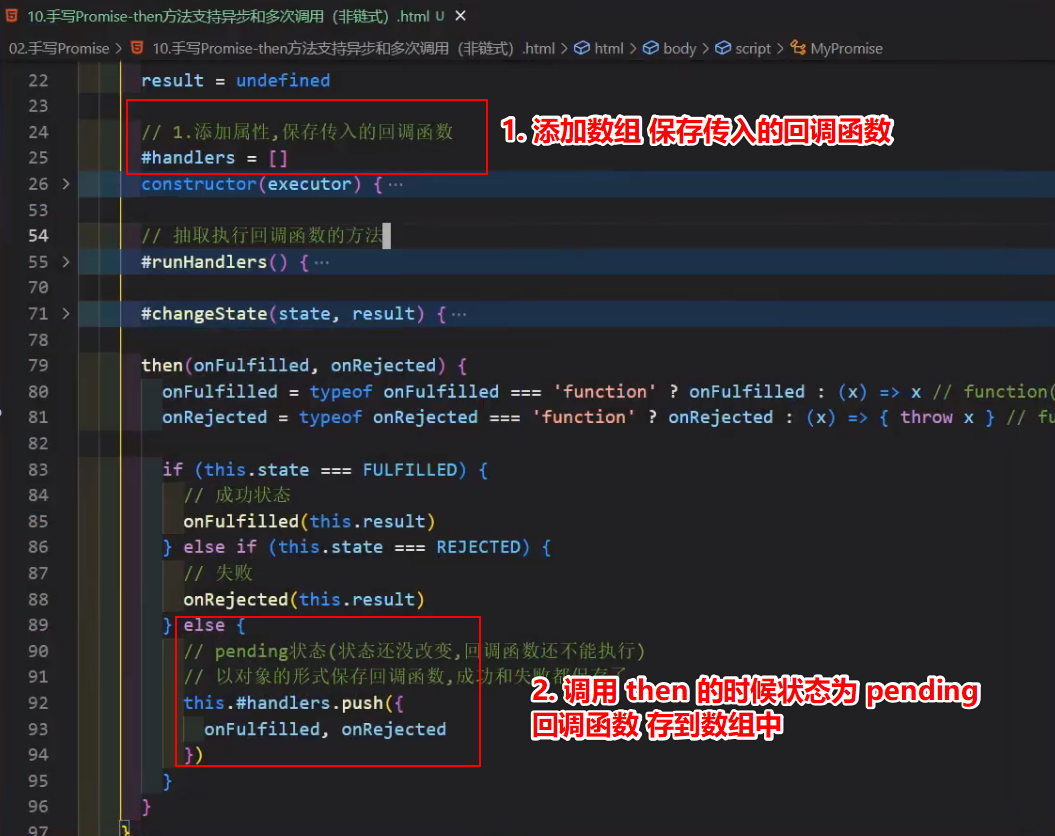 10.手写Promise-then方法支持异步和多次调用（非链式）.html U ×
02.手写Promise > 10.手写Promise-then方法支持异步和多次调用（非链式）.html > html > body > script > MyPromise
22 result = undefined
23
24 // 1.添加属性,保存传入的回调函数
1. 添加数组 保存传入的回调函数
25 #handlers = []
26 > constructor(executor) { ···
53
54 // 抽取执行回调函数的方法
55 > #runHandlers() { ···
70
71 > #changeState(state, result) { ···
78
79 then(onFulfilled, onRejected) {
80 onFulfilled = typeof onFulfilled === 'function' ? onFulfilled : (x) => x // function(
81 onRejected = typeof onRejected === 'function' ? onRejected : (x) => { throw x } // fu
82
83 if (this.state === FULFILLED) {
84 // 成功状态
85 onFulfilled(this.result)
86 } else if (this.state === REJECTED) {
87 // 失败
88 onRejected(this.result)
89 } else {
90 // pending状态(状态还没改变,回调函数还不能执行)
91 // 以对象的形式保存回调函数,成功和失败都保存了
92 this.#handlers.push({
2. 调用 then 的时候状态为 pending
回调函数 存到数组中
93 onFulfilled, onRejected
94 })
95 }
96 }
97 }